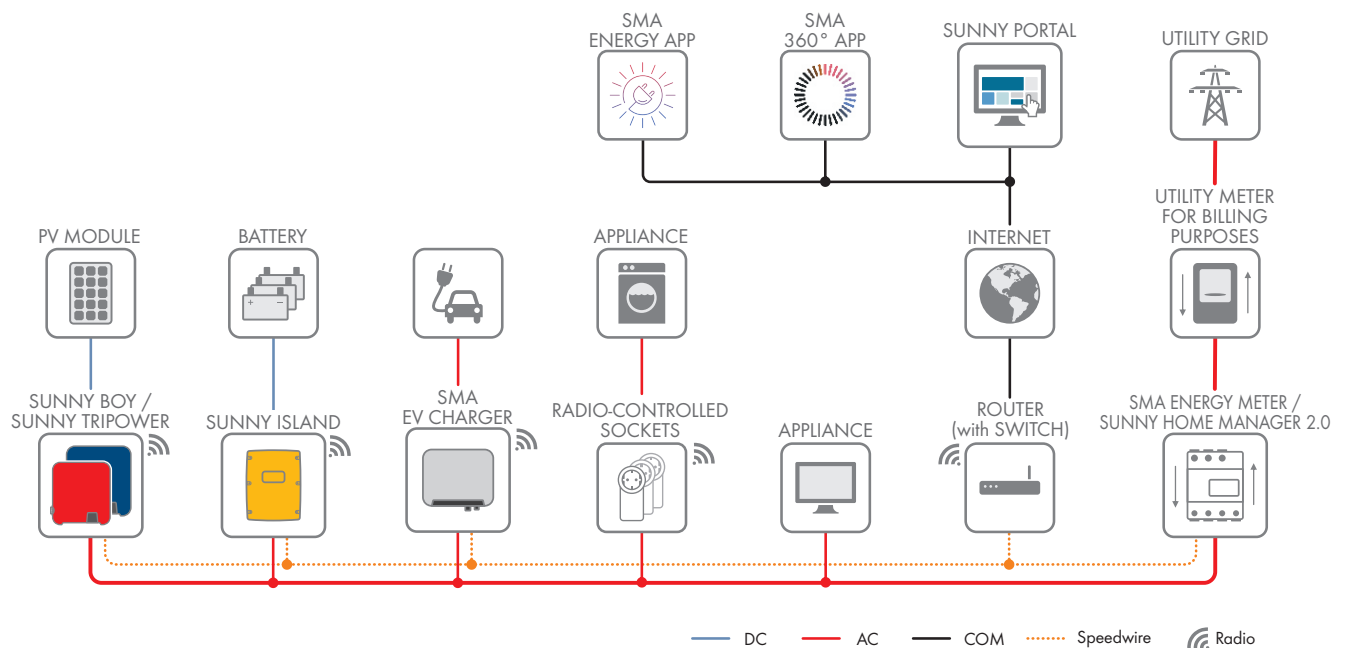 SMA
ENERGY APP
SMA
360° APP
SUNNY PORTAL
UTILITY GRID
UTILITY METER
FOR BILLING
PURPOSES
PV MODULE
BATTERY
APPLIANCE
INTERNET
+ −
SUNNY BOY /
SUNNY TRIPOWER
SUNNY ISLAND
SMA
EV CHARGER
RADIO-CONTROLLED
SOCKETS
APPLIANCE
ROUTER
(with SWITCH)
SMA ENERGY METER /
SUNNY HOME MANAGER 2.0
DC
AC
COM
Speedwire
Radio